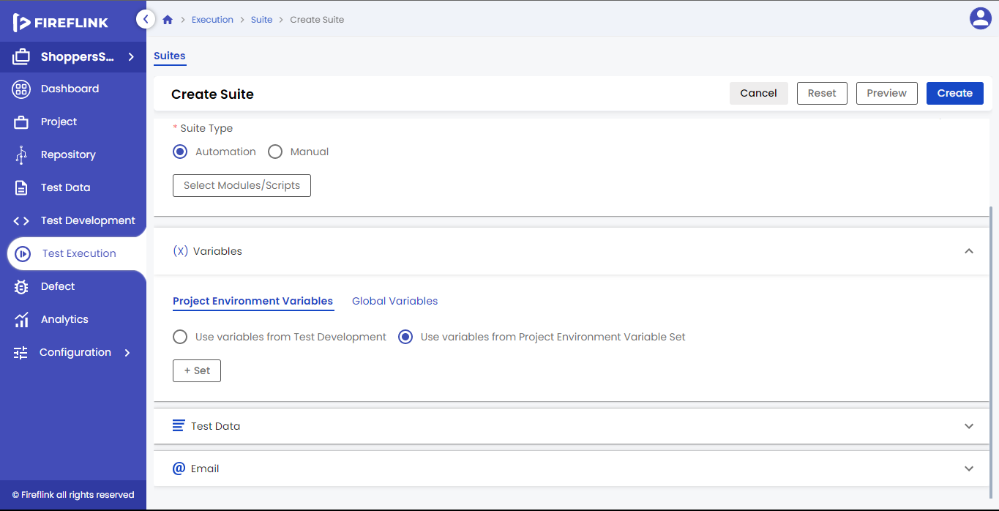 FIREFLINK
Execution > Suite > Create Suite
ShoppersS...
Dashboard
Project
Repository
Test Data
Test Development
Test Execution
Defect
Analytics
Configuration
© Fireflink all rights reserved
Suites
Create Suite
Cancel
Reset
Preview
Create
* Suite Type
Automation
Manual
Select Modules/Scripts
(X) Variables
Project Environment Variables
Global Variables
Use variables from Test Development
Use variables from Project Environment Variable Set
+ Set
Test Data
@ Email